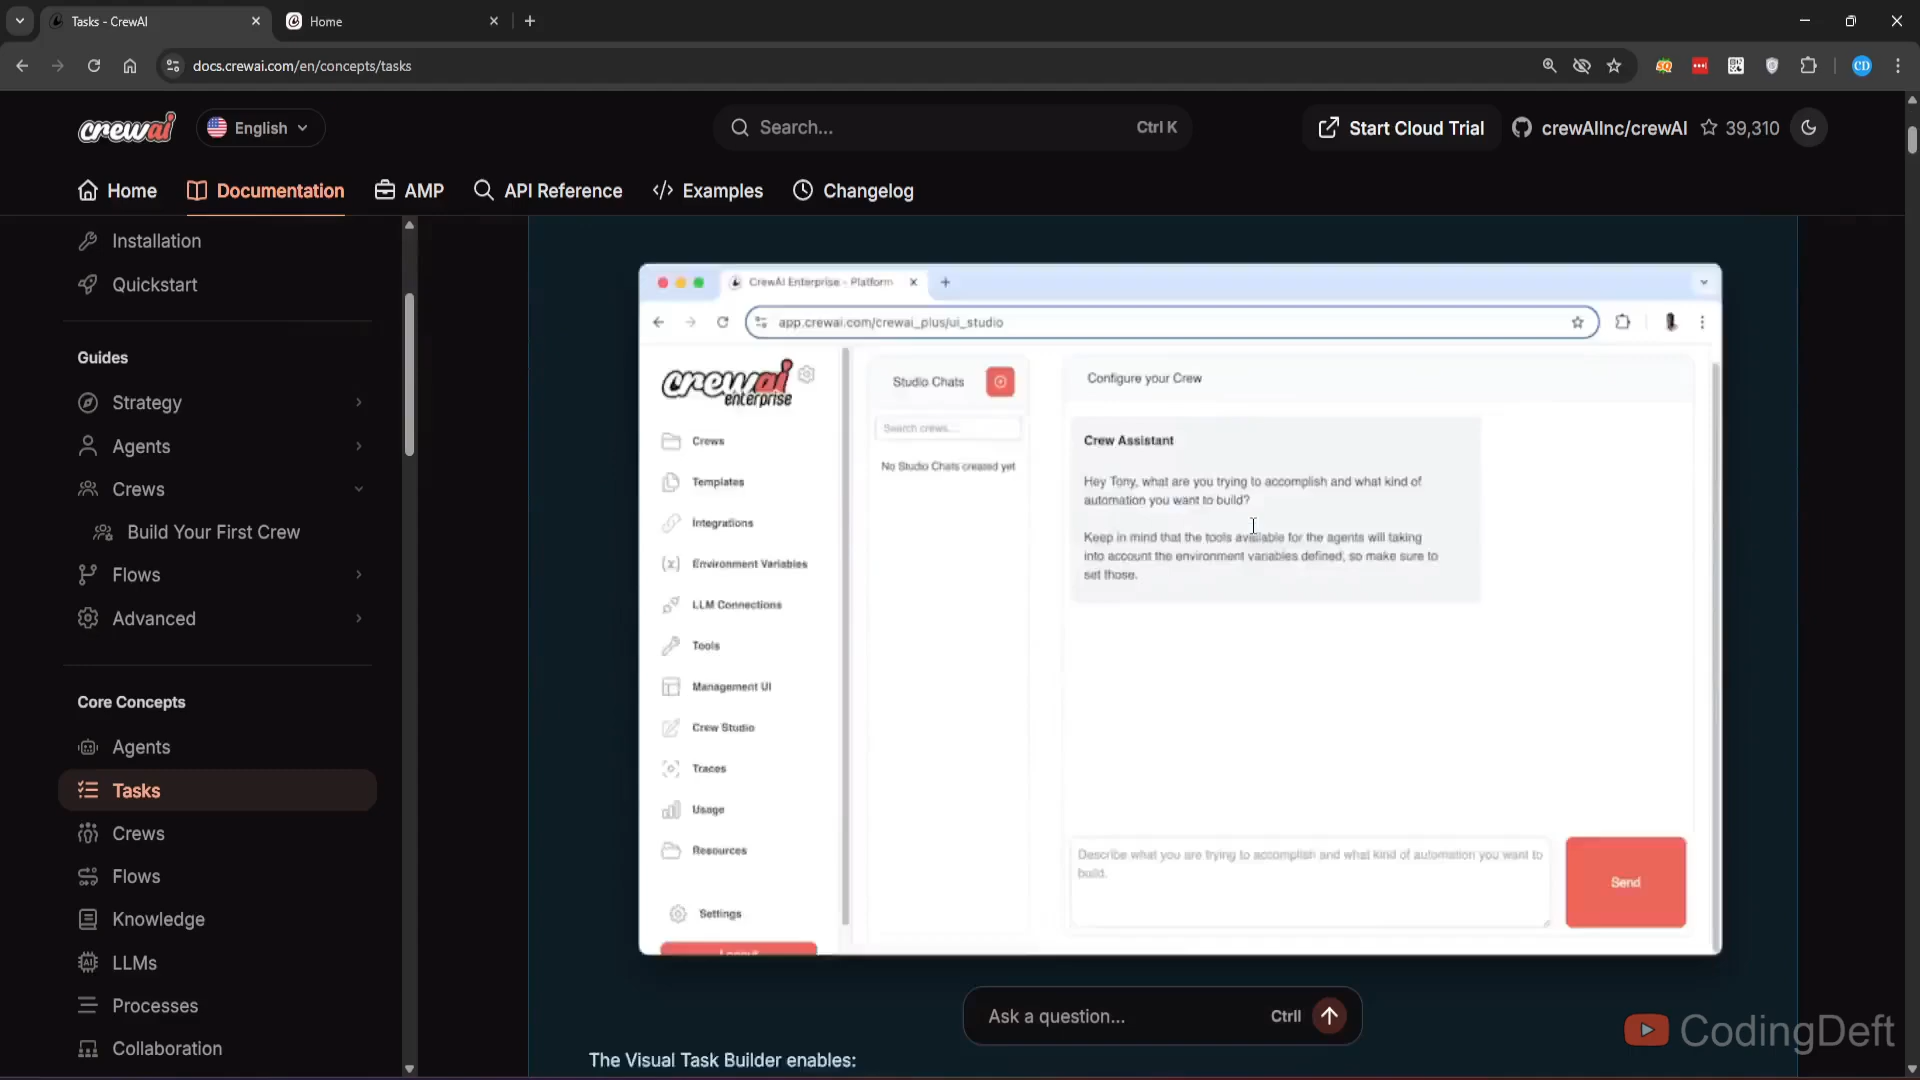 Tasks - CrewAI
Home
docs.crewai.com/en/concepts/tasks
CD
crewai
English
Search...
Ctrl K
Start Cloud Trial
crewAIInc/crewAI
39,310
Home
Documentation
AMP
API Reference
Examples
Changelog
Installation
Quickstart
Guides
Strategy
Agents
Crews
Build Your First Crew
Flows
Advanced
Core Concepts
Agents
Tasks
Crews
Flows
Knowledge
LLMs
Processes
Collaboration
CrewAI Enterprise - Platform
app.crewai.com/crewai_plus/ui_studio
crewai
enterprise
Crews
Templates
Integrations
Environment Variables
LLM Connections
Tools
Management UI
Crew Studio
Traces
Usage
Resources
Settings
Studio Chats
Search crews...
No Studio Chats created yet
Configure your Crew
Crew Assistant
Hey Tony, what are you trying to accomplish and what kind of
automation you want to build?
Keep in mind that the tools available for the agents will taking
into account the environment variables defined, so make sure to
set those.
Describe what you are trying to accomplish and what kind of automation you want to
build.
Send
Ask a question...
CtrlI
The Visual Task Builder enables:
CodingDeft